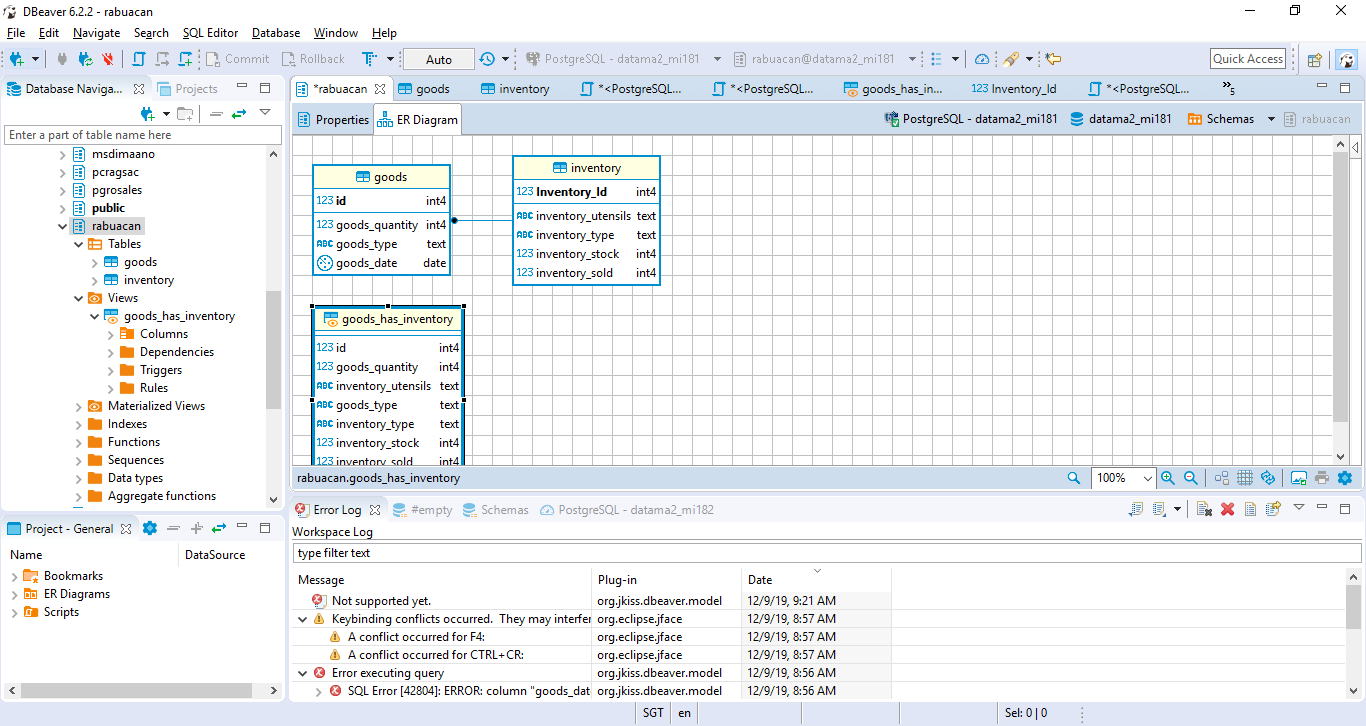 DBeaver 6.2.2 - rabuacan
File Edit Navigate Search SQL Editor Database Window Help
Commit Rollback Auto PostgreSQL - datama2_mi181 rabuacan@datama2_mi181 Quick Access
Database Naviga... Projects
Enter a part of table name here
msdimaano
pcragsac
pgrosales
public
rabuacan
Tables
goods
inventory
Views
goods_has_inventory
Columns
Dependencies
Triggers
Rules
Materialized Views
Indexes
Functions
Sequences
Data types
Aggregate functions
Project - General
Name DataSource
Bookmarks
ER Diagrams
Scripts
*rabuacan goods inventory *<PostgreSQL... *<PostgreSQL... goods_has_in... 123 Inventory_Id *<PostgreSQL... »5
Properties ER Diagram PostgreSQL - datama2_mi181 datama2_mi181 Schemas rabuacan
goods
123 id int4
123 goods_quantity int4
ABC goods_type text
goods_date date
inventory
123 Inventory_Id int4
ABC inventory_utensils text
ABC inventory_type text
123 inventory_stock int4
123 inventory_sold int4
goods_has_inventory
123 id int4
123 goods_quantity int4
ABC inventory_utensils text
ABC goods_type text
ABC inventory_type text
123 inventory_stock int4
123 inventory_sold int4
rabuacan.goods_has_inventory 100%
Error Log #empty Schemas PostgreSQL - datama2_mi182
Workspace Log
type filter text
Message Plug-in Date
Not supported yet. org.jkiss.dbeaver.model 12/9/19, 9:21 AM
Keybinding conflicts occurred. They may interfer org.eclipse.jface 12/9/19, 8:57 AM
A conflict occurred for F4: org.eclipse.jface 12/9/19, 8:57 AM
A conflict occurred for CTRL+CR: org.eclipse.jface 12/9/19, 8:57 AM
Error executing query org.jkiss.dbeaver.model 12/9/19, 8:56 AM
SQL Error [42804]: ERROR: column "goods_dat org.jkiss.dbeaver.model 12/9/19, 8:56 AM
SGT en Sel: 0 | 0